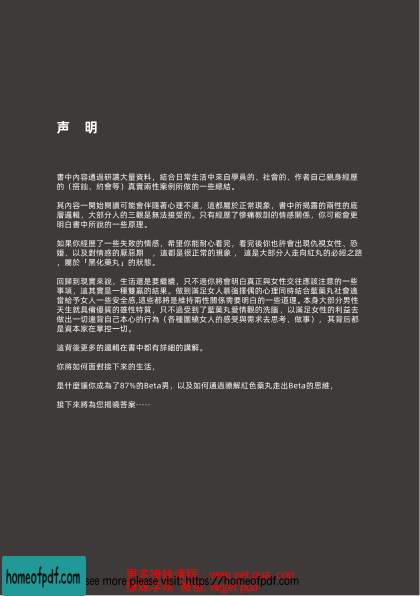 声 明
書中內容通過研讀大量資料，結合日常生活中來自學員的、社會的、作者自己親身經歷
的（搭訕、約會等）真實兩性案例所做的一些總結。
其內容一開始閱讀可能會伴隨著心理不適，這都屬於正常現象，書中所揭露的兩性的底
層邏輯，大部分人的三觀是無法接受的。只有經歷了慘痛教訓的情感關係，你可能會更
明白書中所說的一些原理。
如果你經歷了一些失敗的情感，希望你能耐心看完，看完後你也許會出現仇視女性、恐
婚、以及對情感的厭惡期 ，這都是很正常的現象 ，這是大部分人走向紅丸的必經之路
，屬於「黑化藥丸」的狀態。
回歸到現實來說，生活還是要繼續，只不過你將會明白真正與女性交往應該注意的一些
事項，這其實是一種雙贏的結果。做到滿足女人慕強擇偶的心理同時結合藍藥丸社會適
當給予女人一些安全感，這些都將是維持兩性關係需要明白的一些道理。本身大部分男性
天生就具備優質的雄性特質，只不過受到了藍藥丸愛情觀的洗腦，以滿足女性的利益去
做出一切違背自己本心的行為（各種圍繞女人的感受與需求去思考、做事），其背後都
是資本家在掌控一切。
這背後更多的邏輯在書中都有詳細的講解。
你將如何面對接下來的生活，
是什麼讓你成為了87%的Beta男，以及如何通過瞭解紅色藥丸走出Beta的思維，
接下來將為您揭曉答案·····
homeofpdf.com
see more please visit: https://homeofpdf.com